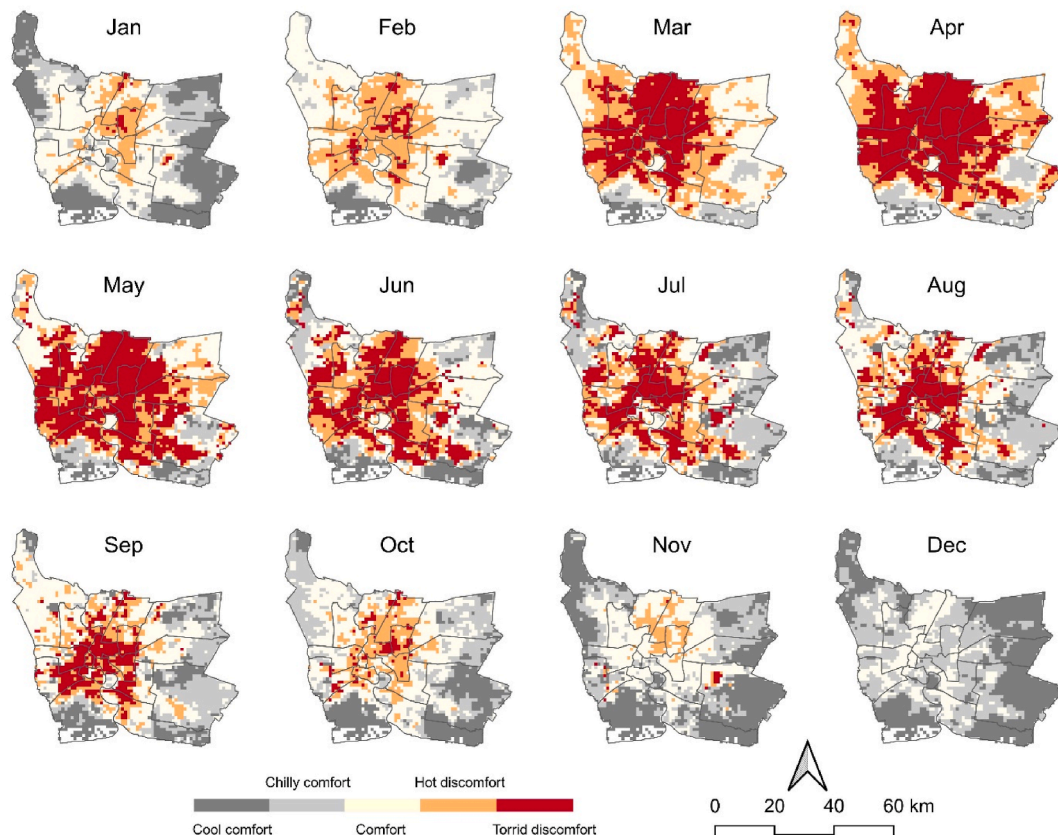 Jan Feb Mar Apr
May Jun Jul Aug
Sep Oct Nov Dec
Chilly comfort Hot discomfort
Cool comfort Comfort Torrid discomfort
0 20 40 60 km